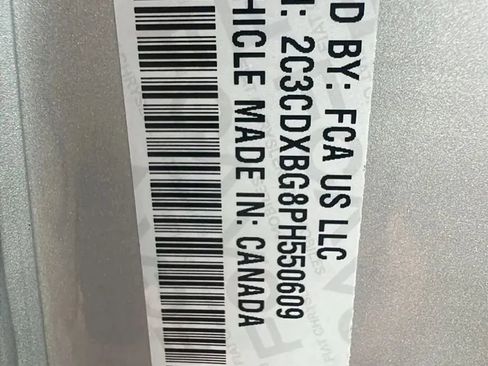 D BY: FCA US LLC
: 2C3CDXBG8PH550609
HICLE MADE IN: CANADA